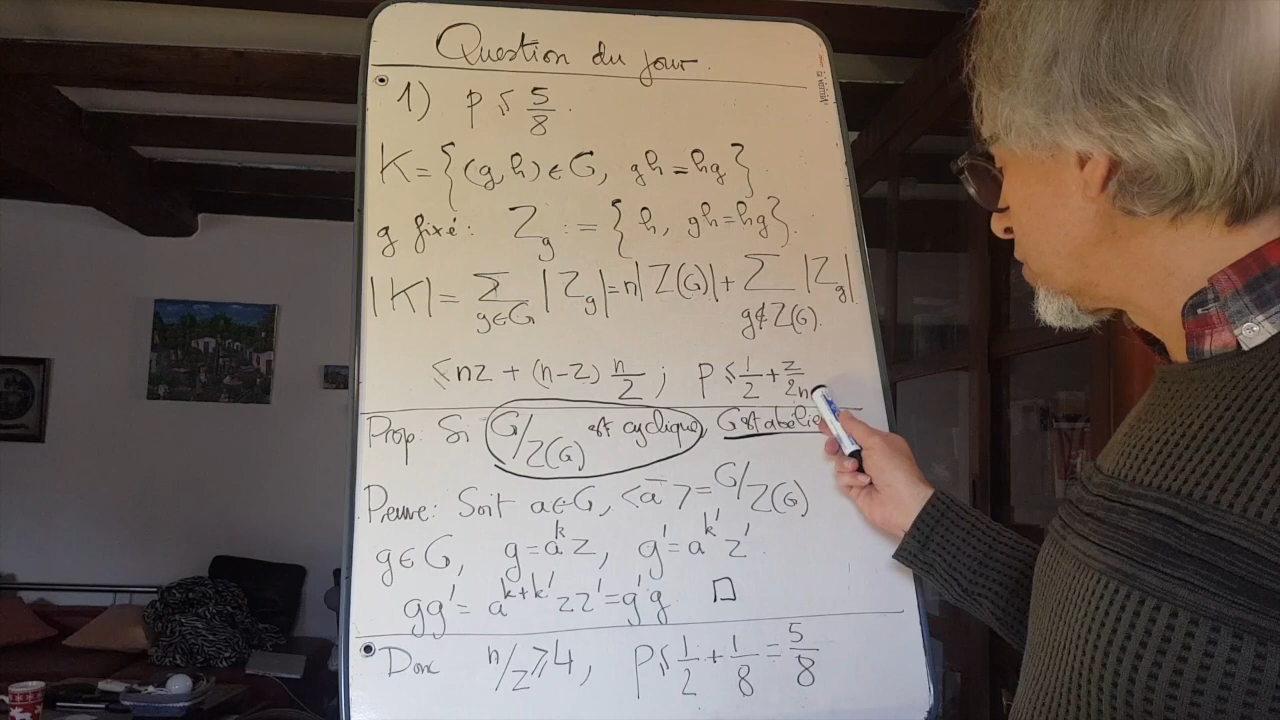 Question du jour.
1) p ≤ 5/8.
K = {(g,h) ∈ G, gh = hg}.
g fixé: Z_g := {h, gh = hg}.
|K| = Σ_{g∈G} |Z_g| = n|Z(G)| + Σ_{g∉Z(G)} |Z_g|.
≤ nz + (n-z) n/2 ; p ≤ 1/2 + z/2n
Prop: Si G/Z(G) est cyclique, G est abélie
Preuve: Soit a ∈ G, <ā> = G/Z(G)
g ∈ G, g = a^k z, g' = a^k' z'.
gg' = a^{k+k'} zz' = g'g. □
Donc n/z ≥ 4, p ≤ 1/2 + 1/8 = 5/8